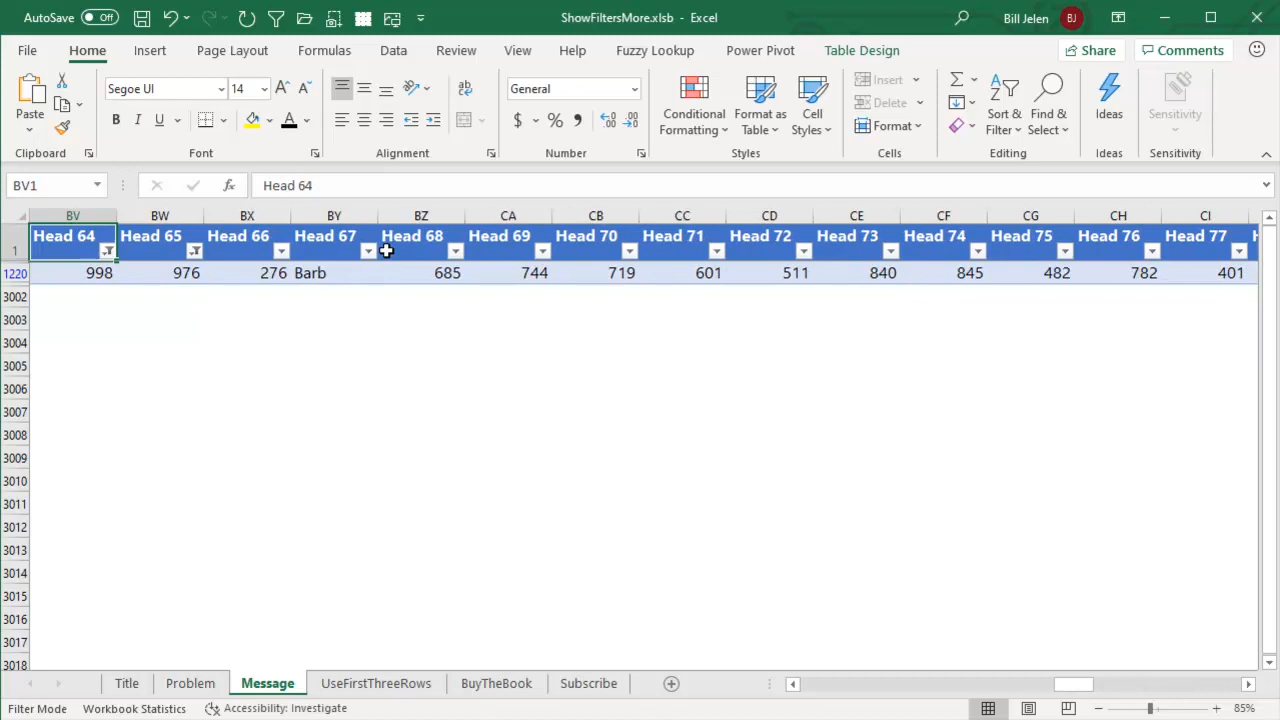 AutoSave Off ShowFiltersMore.xlsb - Excel Bill Jelen BJ
File Home Insert Page Layout Formulas Data Review View Help Fuzzy Lookup Power Pivot Table Design Share Comments
Segoe UI 14 General Insert
Delete
Format
Paste B I U $ % Conditional Formatting Format as Table Cell Styles Sort & Filter Find & Select Ideas Sensitivity
Clipboard Font Alignment Number Styles Cells Editing Ideas Sensitivity
BV1 fx Head 64
BV BW BX BY BZ CA CB CC CD CE CF CG CH CI
1 Head 64 Head 65 Head 66 Head 67 Head 68 Head 69 Head 70 Head 71 Head 72 Head 73 Head 74 Head 75 Head 76 Head 77 H
1220 998 976 276 Barb 685 744 719 601 511 840 845 482 782 401
3002
3003
3004
3005
3006
3007
3008
3009
3010
3011
3012
3013
3014
3015
3016
3017
3018
Title Problem Message UseFirstThreeRows BuyTheBook Subscribe
Filter Mode Workbook Statistics Accessibility: Investigate 85%